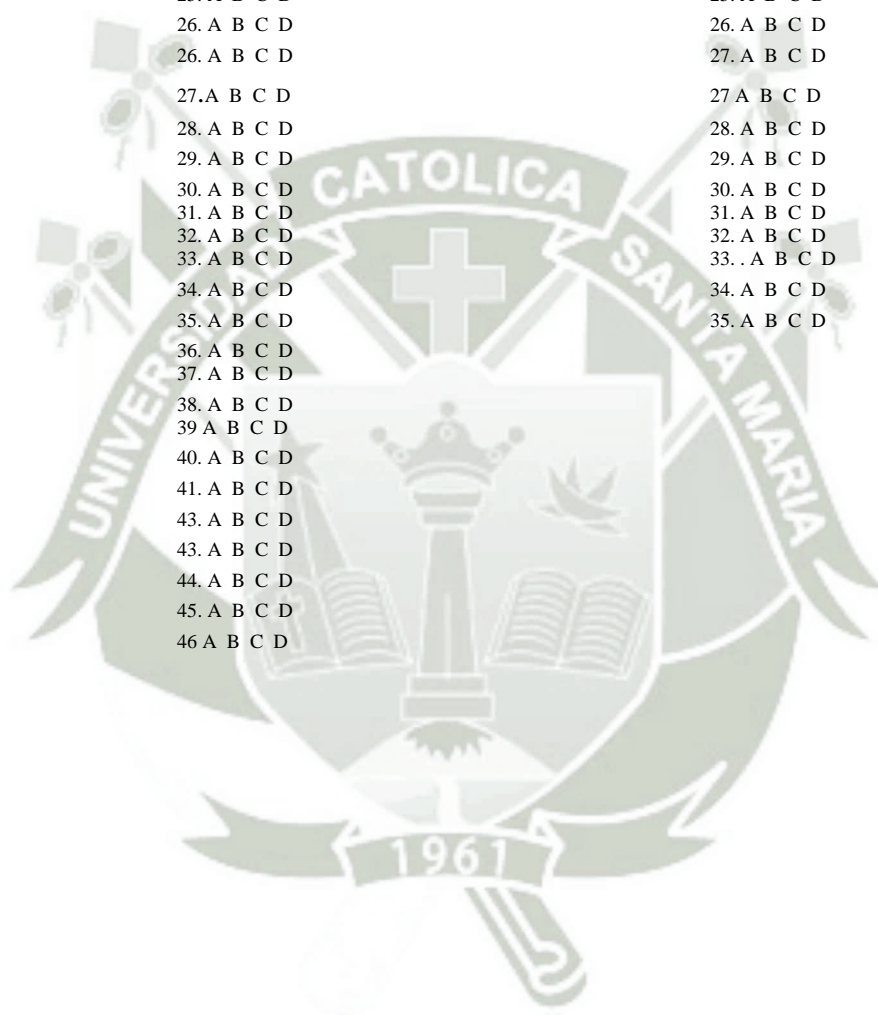 26. A B C D
26. A B C D
27.A B C D
28. A B C D
29. A B C D
30. A B C D
31. A B C D
32. A B C D
33. A B C D
34. A B C D
35. A B C D
36. A B C D
37. A B C D
38. A B C D
39 A B C D
40. A B C D
41. A B C D
43. A B C D
43. A B C D
44. A B C D
45. A B C D
46 A B C D
26. A B C D
27. A B C D
27 A B C D
28. A B C D
29. A B C D
30. A B C D
31. A B C D
32. A B C D
33. . A B C D
34. A B C D
35. A B C D
UNIVERSIDAD CATOLICA SANTA MARIA
1961